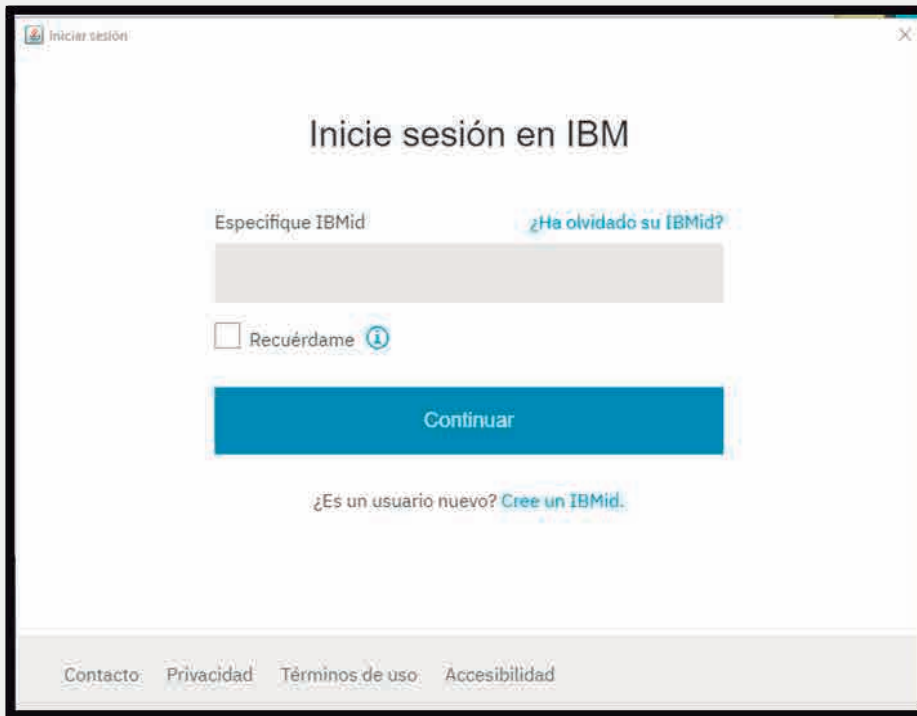 Iniciar sesión
Inicie sesión en IBM
Especifique IBMid ¿Ha olvidado su IBMid?
Recuérdame
Continuar
¿Es un usuario nuevo? Cree un IBMid.
Contacto Privacidad Términos de uso Accesibilidad